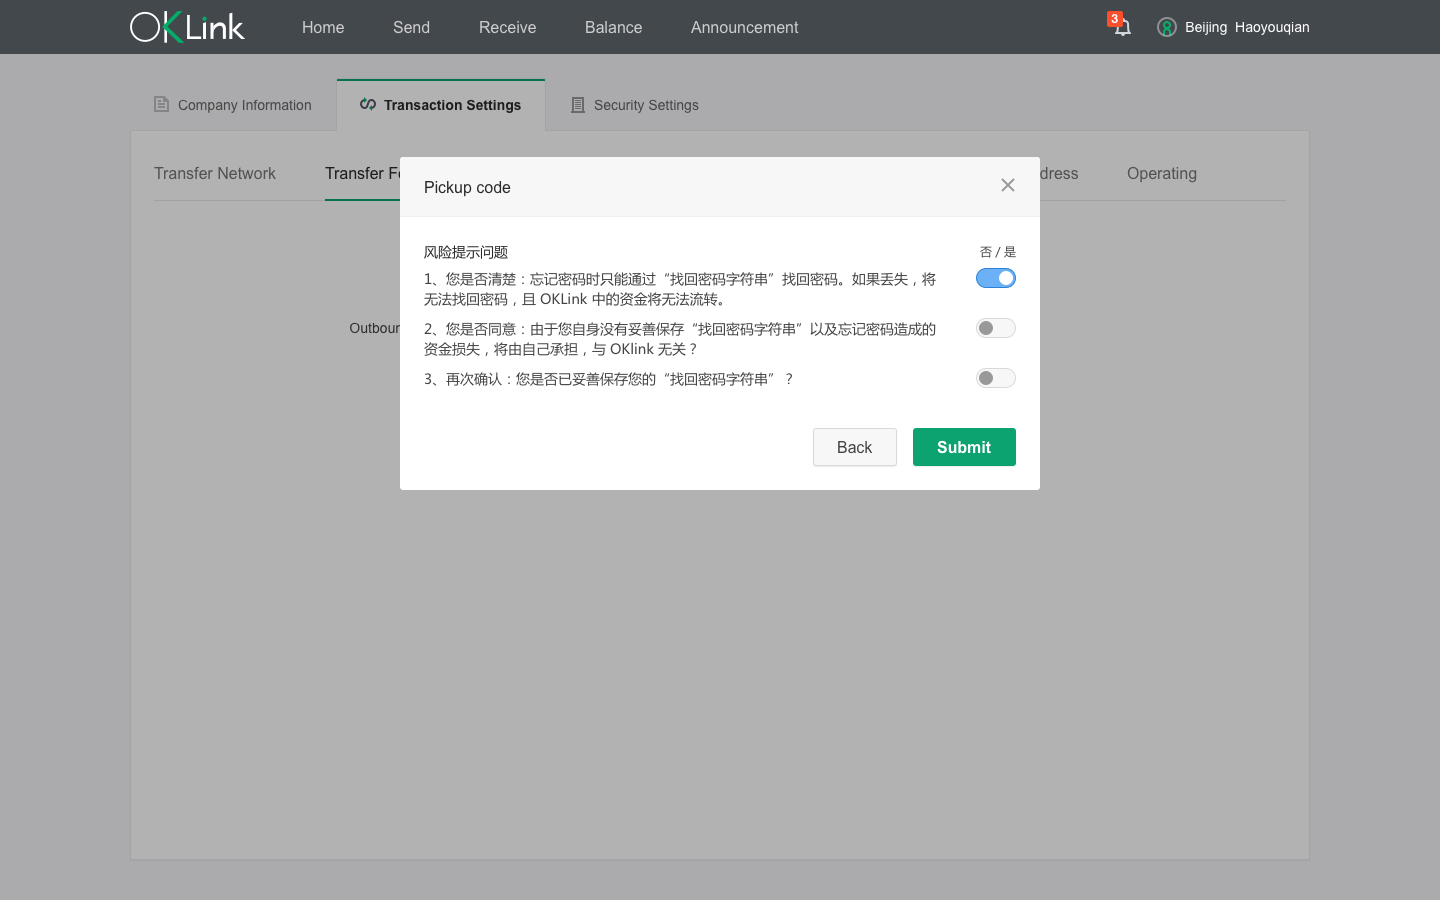 OKLink Home Send Receive Balance Announcement 3 Beijing Haoyouqian
Company Information Transaction Settings Security Settings
Transfer Network Transfer Operating
Pickup code
风险提示问题 否 / 是
1、您是否清楚：忘记密码时只能通过“找回密码字符串”找回密码。如果丢失，将
无法找回密码，且 OKLink 中的资金将无法流转。
2、您是否同意：由于您自身没有妥善保存“找回密码字符串”以及忘记密码造成的
资金损失，将由自己承担，与 OKlink 无关？
3、再次确认：您是否已妥善保存您的“找回密码字符串” ？
Back Submit